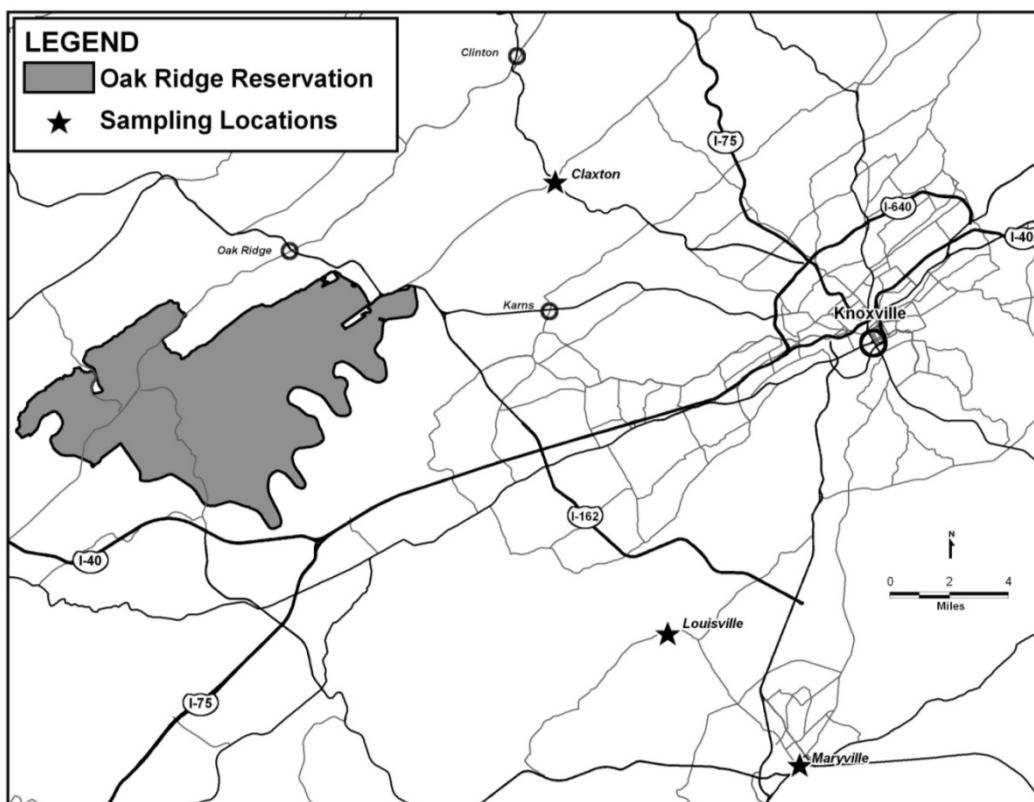 LEGEND
Oak Ridge Reservation
Sampling Locations
Clinton
I-75
Claxton
I-640
I-40
Oak Ridge
Karns
Knoxville
I-162
N
I-40
0 2 4
Miles
Louisville
I-75
Maryville